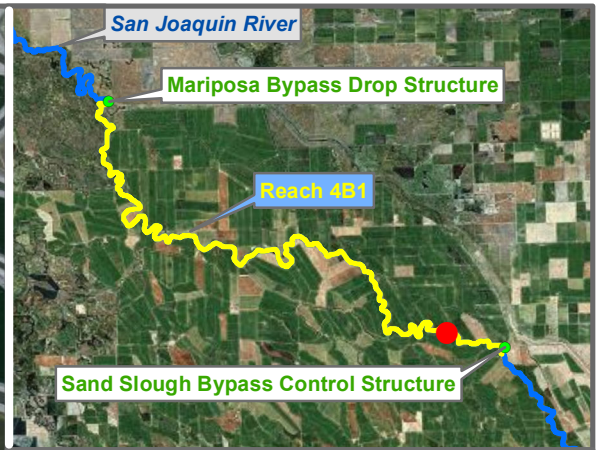 San Joaquin River
Mariposa Bypass Drop Structure
Reach 4B1
Sand Slough Bypass Control Structure